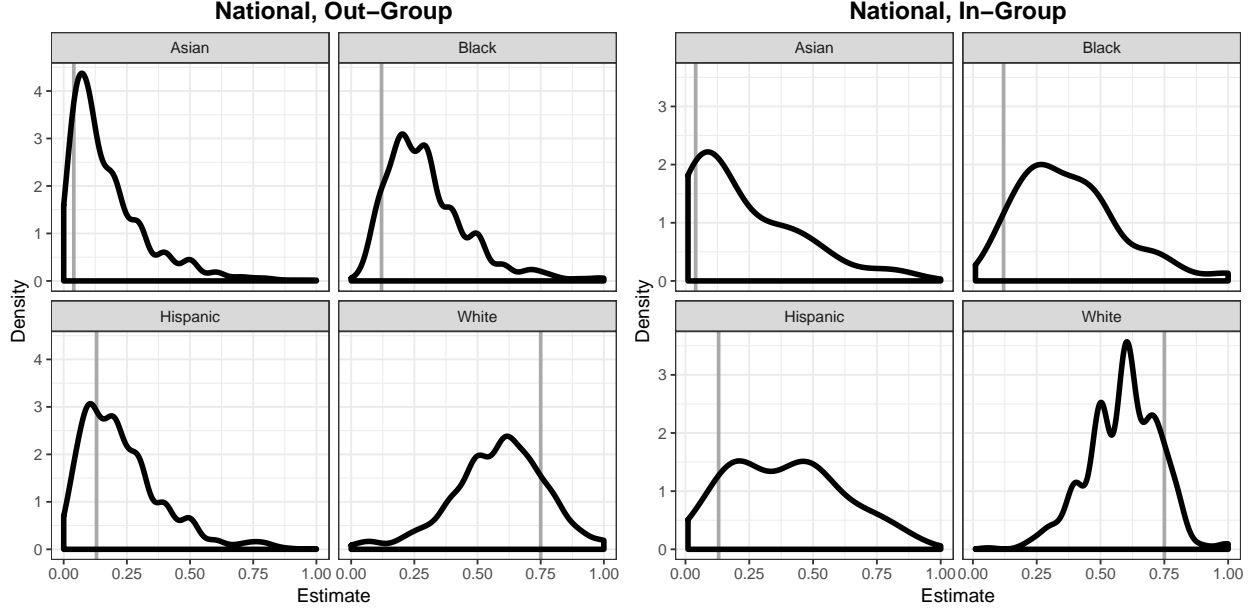 National, Out−Group
Asian
Black
4
3
2
1
0
Hispanic
White
4
3
2
1
0
0.00 0.25 0.50 0.75 1.00 0.00 0.25 0.50 0.75 1.00
Estimate
Density
National, In−Group
Asian
Black
3
2
1
0
Hispanic
White
3
2
1
0
0.00 0.25 0.50 0.75 1.00 0.00 0.25 0.50 0.75 1.00
Estimate
Density